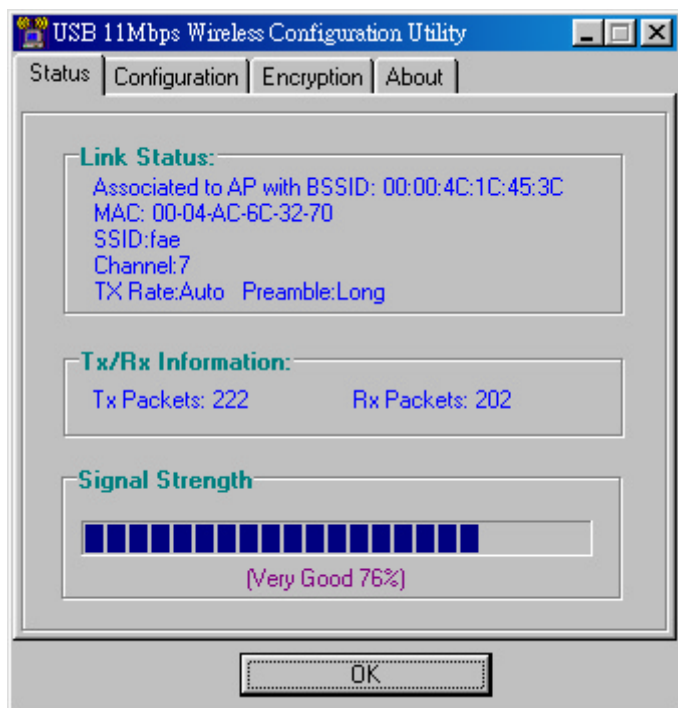 USB 11Mbps Wireless Configuration Utility
Status Configuration Encryption About
Link Status:
Associated to AP with BSSID: 00:00:4C:1C:45:3C
MAC: 00-04-AC-6C-32-70
SSID:fae
Channel:7
TX Rate:Auto Preamble:Long
Tx/Rx Information:
Tx Packets: 222 Rx Packets: 202
Signal Strength
(Very Good 76%)
OK